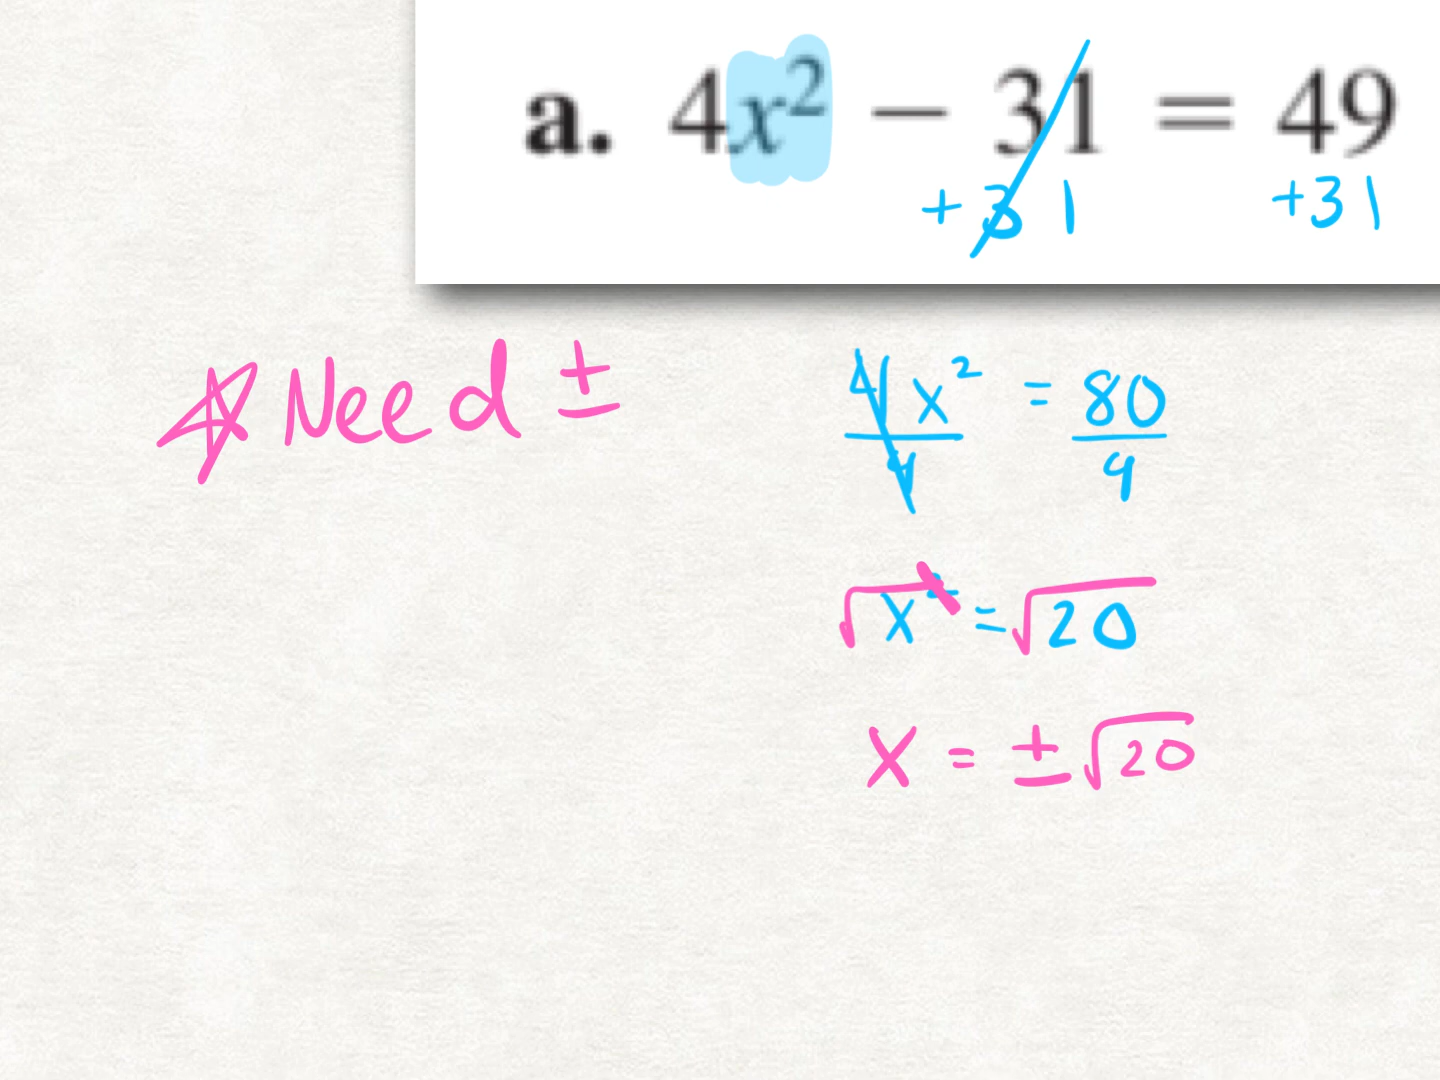 a. 4x² − 31 = 49
+31 +31
☆ Need ±
4x² = 80
4 4
√x² = √20
x = ±√20